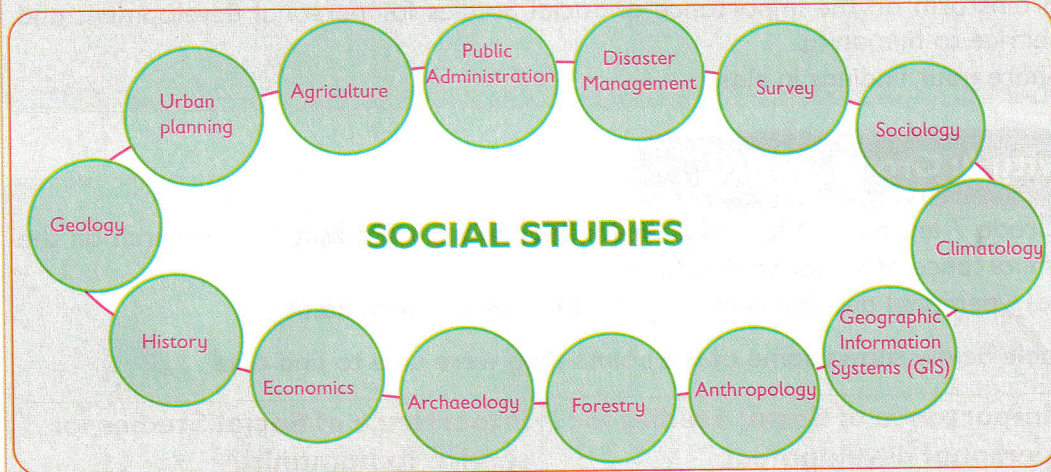 Urban
planning
Agriculture
Public
Administration
Disaster
Management
Survey
Sociology
Geology
SOCIAL STUDIES
Climatology
History
Economics
Archaeology
Forestry
Anthropology
Geographic
Information
Systems (GIS)